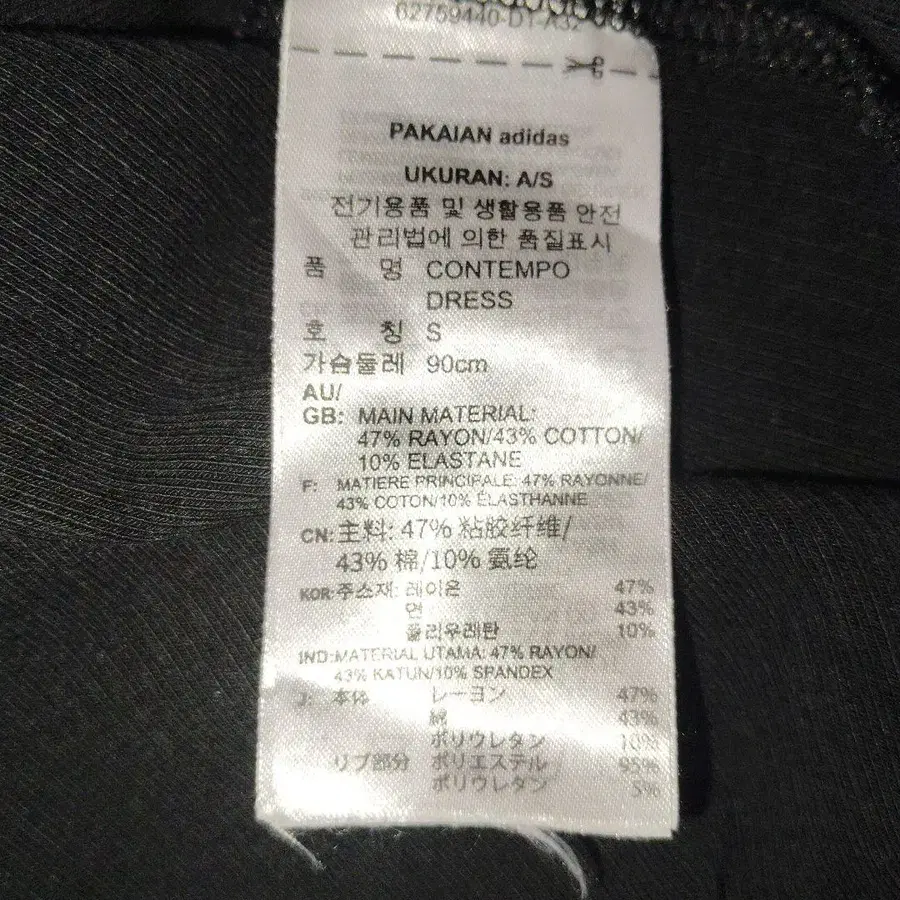 02759440-D1-A32
PAKAIAN adidas
UKURAN: A/S
전기용품 및 생활용품 안전
관리법에 의한 품질표시
품 명 CONTEMPO
DRESS
호 칭 S
가슴둘레 90cm
AU/
GB: MAIN MATERIAL:
47% RAYON/43% COTTON/
10% ELASTANE
F: MATIERE PRINCIPALE: 47% RAYONNE/
43% COTON/10% ÉLASTHANNE
CN: 主料: 47% 粘胶纤维/
43% 棉/10% 氨纶
KOR: 주소재: 레이온 47%
면 43%
폴리우레탄 10%
IND: MATERIAL UTAMA: 47% RAYON/
43% KATUN/10% SPANDEX
J: 本体 レーヨン 47%
綿 43%
ポリウレタン 10%
リブ部分 ポリエステル 95%
ポリウレタン 5%